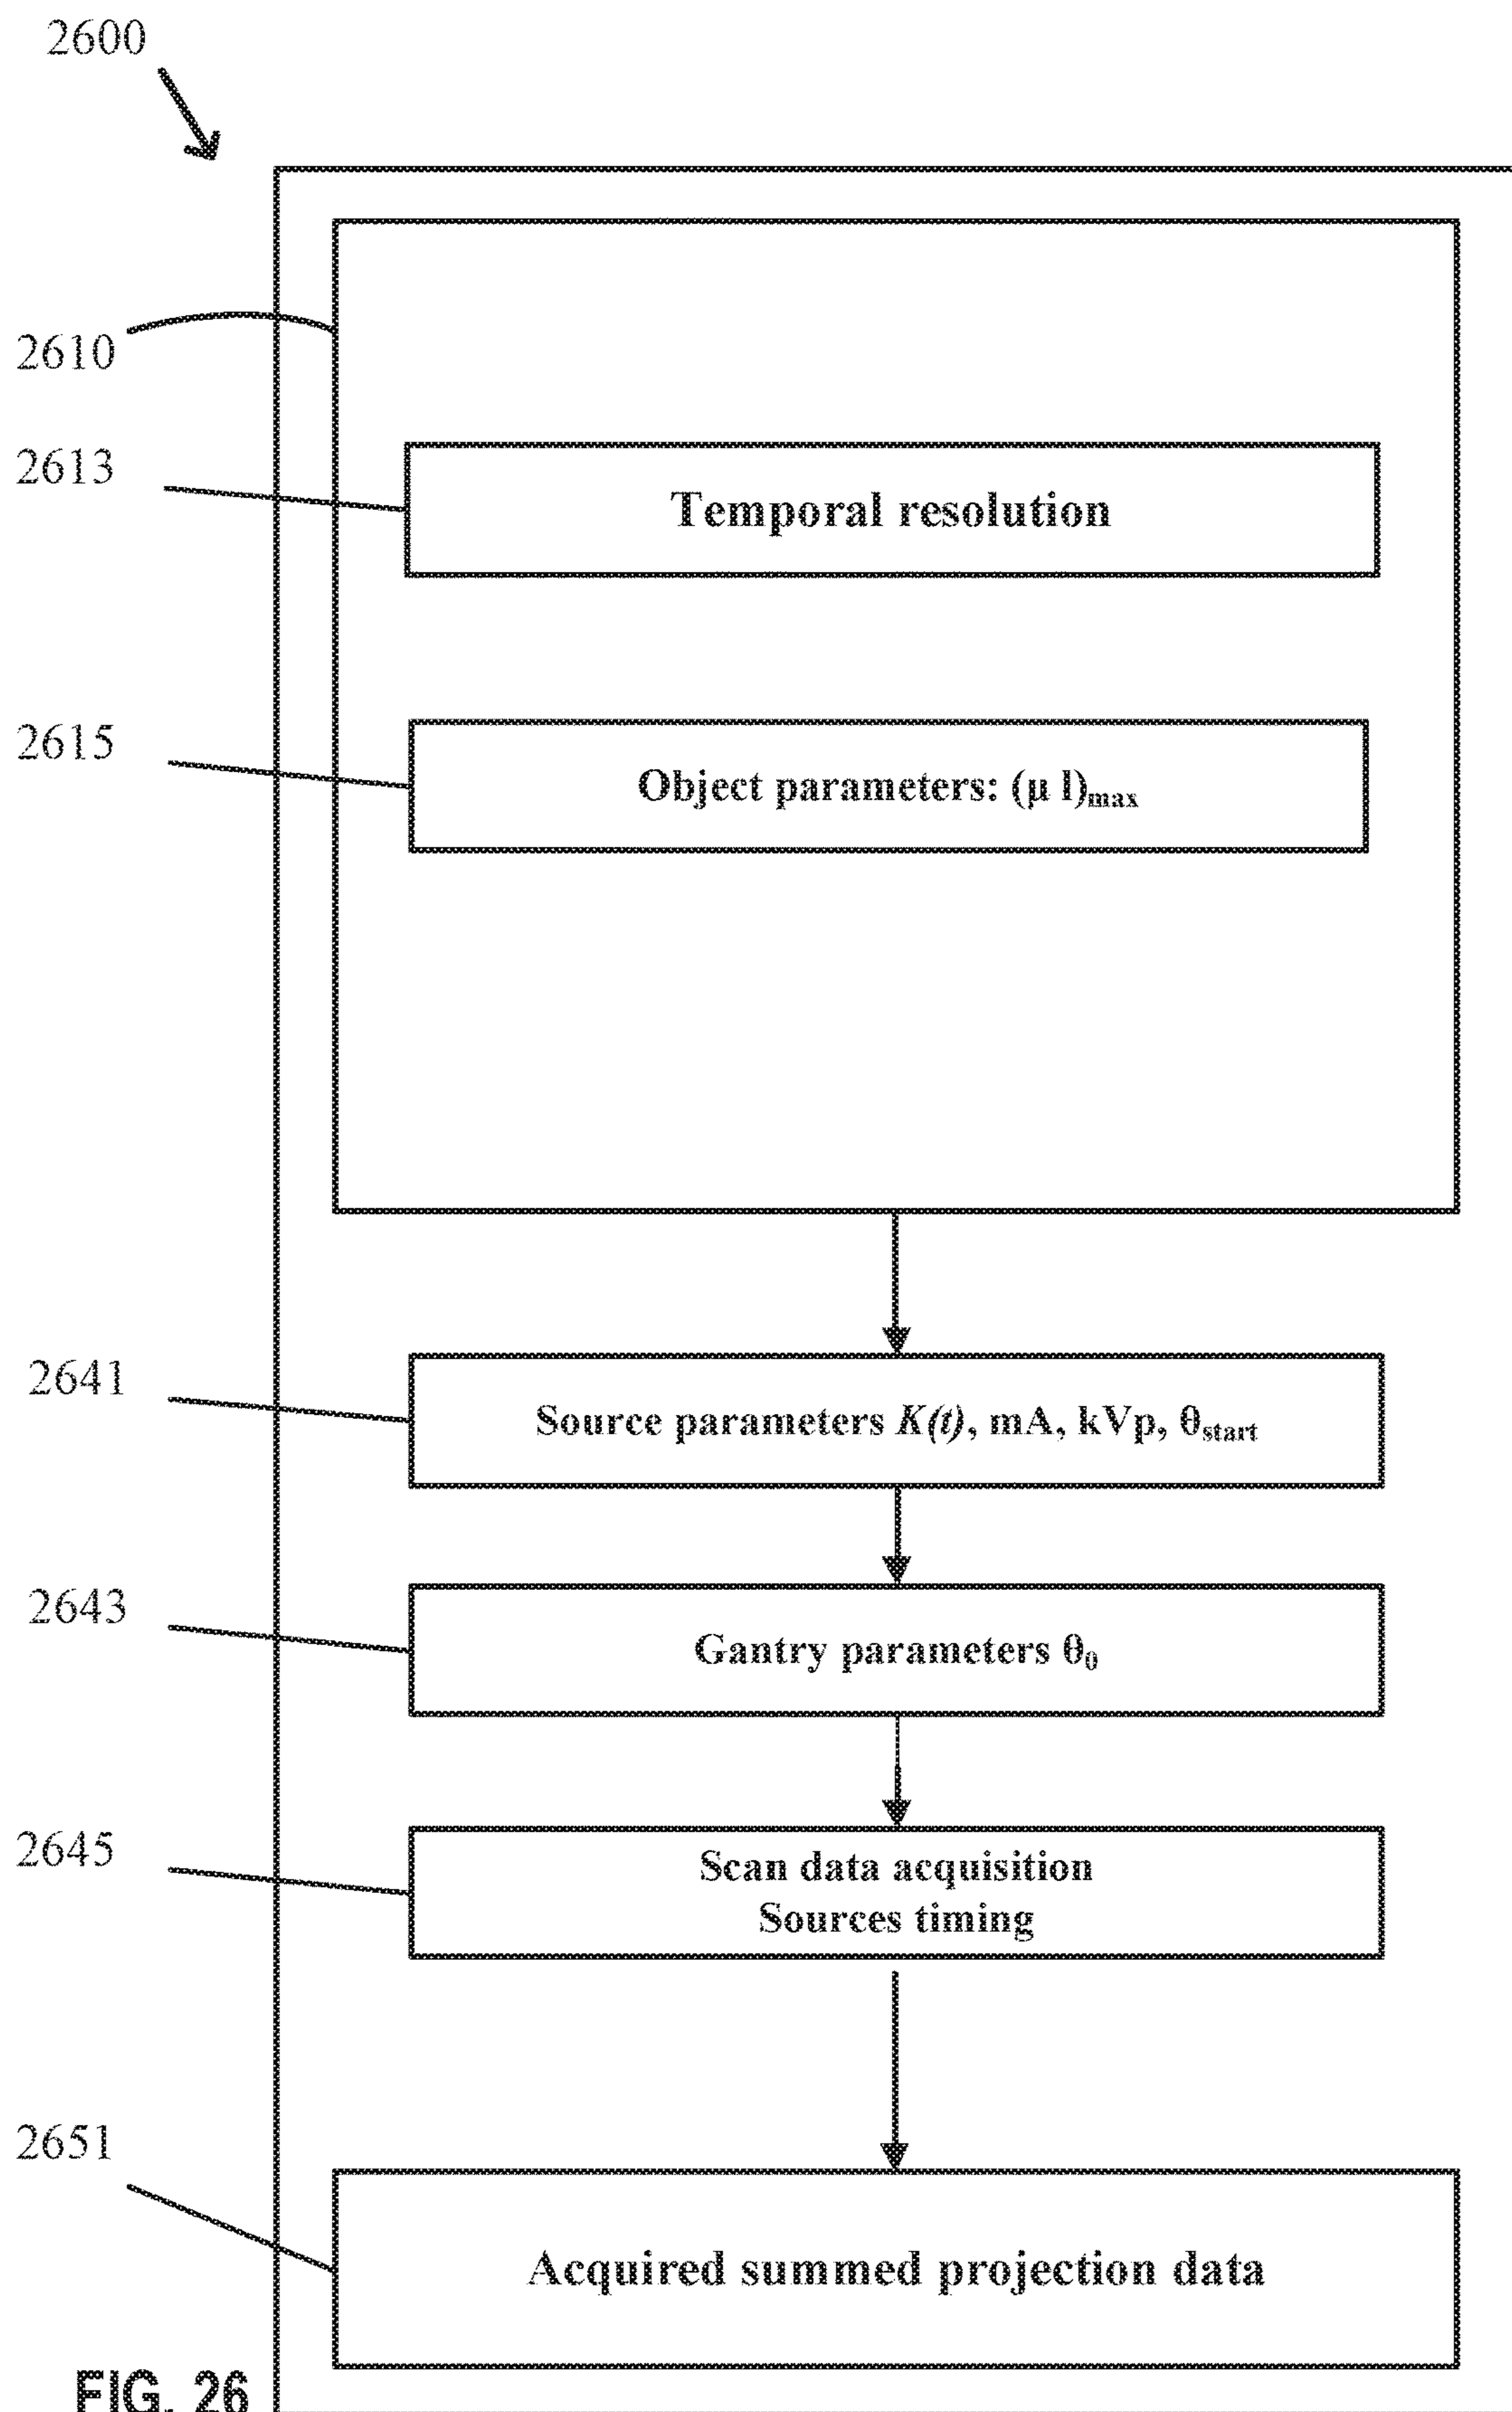 2600
2610
2613
Temporal resolution
2615
Object parameters: (μ l)max
2641
Source parameters K(t), mA, kVp, θstart
2643
Gantry parameters θ0
2645
Scan data acquisition
Sources timing
2651
Acquired summed projection data
FIG. 26